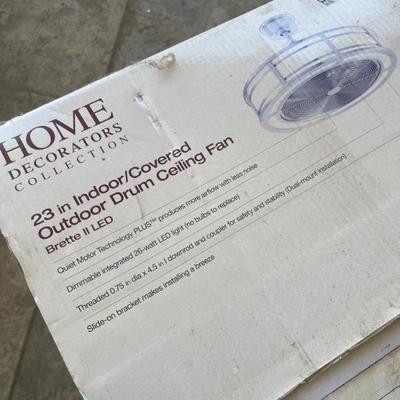 HOME
DECORATORS
COLLECTION
23 in Indoor/Covered
Outdoor Drum Ceiling Fan
Brette II LED
Quiet Motor Technology PLUS™ produces more airflow with less noise
Dimmable integrated 26-watt LED light (no bulbs to replace)
Threaded 0.75 in dia x 4.5 in l downrod and coupler for safety and stability (Dual-mount installation)
Slide-on bracket makes installing a breeze